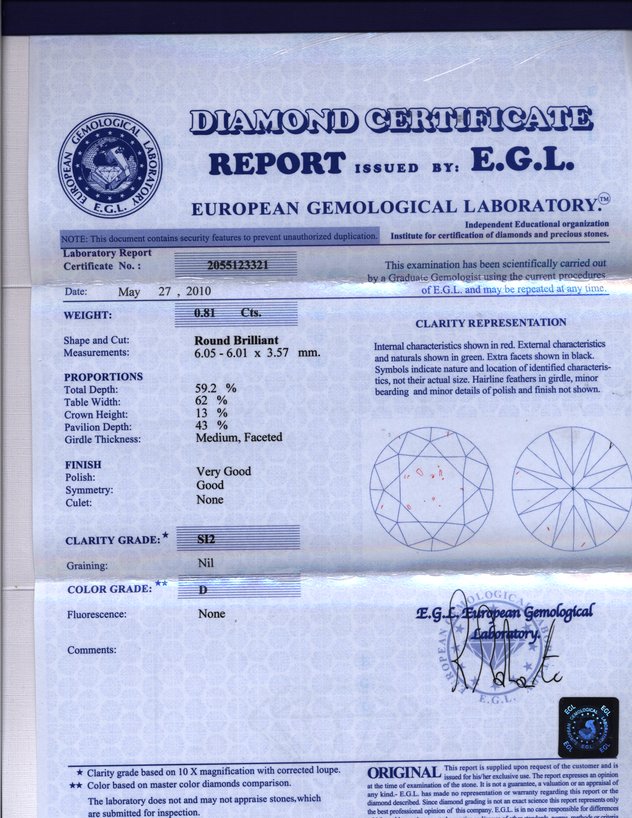 EUROPEAN GEMOLOGICAL LABORATORY
E.G.L.
DIAMOND CERTIFICATE
REPORT ISSUED BY: E.G.L.
EUROPEAN GEMOLOGICAL LABORATORY.™
Independent Educational organization
Institute for certification of diamonds and precious stones.
NOTE: This document contains security features to prevent unauthorized duplication.
Laboratory Report
Certificate No. : 2055123321
This examination has been scientifically carried out
by a Graduate Gemologist using the current procedures
of E.G.L. and may be repeated at any time.
Date: May 27 , 2010
WEIGHT: 0.81 Cts.
Shape and Cut: Round Brilliant
Measurements: 6.05 - 6.01 x 3.57 mm.
PROPORTIONS
Total Depth: 59.2 %
Table Width: 62 %
Crown Height: 13 %
Pavilion Depth: 43 %
Girdle Thickness: Medium, Faceted
FINISH
Polish: Very Good
Symmetry: Good
Culet: None
CLARITY GRADE:★ SI2
Graining: Nil
COLOR GRADE:★★ D
Fluorescence: None
Comments:
CLARITY REPRESENTATION
Internal characteristics shown in red. External characteristics
and naturals shown in green. Extra facets shown in black.
Symbols indicate nature and location of identified characteris-
tics, not their actual size. Hairline feathers in girdle, minor
bearding and minor details of polish and finish not shown.
E.G.L. European Gemological
Laboratory.
E.G.L.
EGL EGL
GEMOLOGICAL
EGL EGL
★ Clarity grade based on 10 X magnification with corrected loupe.
★★ Color based on master color diamonds comparison.
The laboratory does not and may not appraise stones,which
are submitted for inspection.
ORIGINAL This report is supplied upon request of the customer and is
issued for his/her exclusive use. The report expresses an opinion
at the time of examination of the stone. It is not a guarantee, a valuation or an appraisal of
any kind.- E.G.L. has made no representation or warranty regarding this report or the
diamond described. Since diamond grading is not an exact science this report represents only
the best professional opinion of this company. E.G.L. is in no case responsible for differences